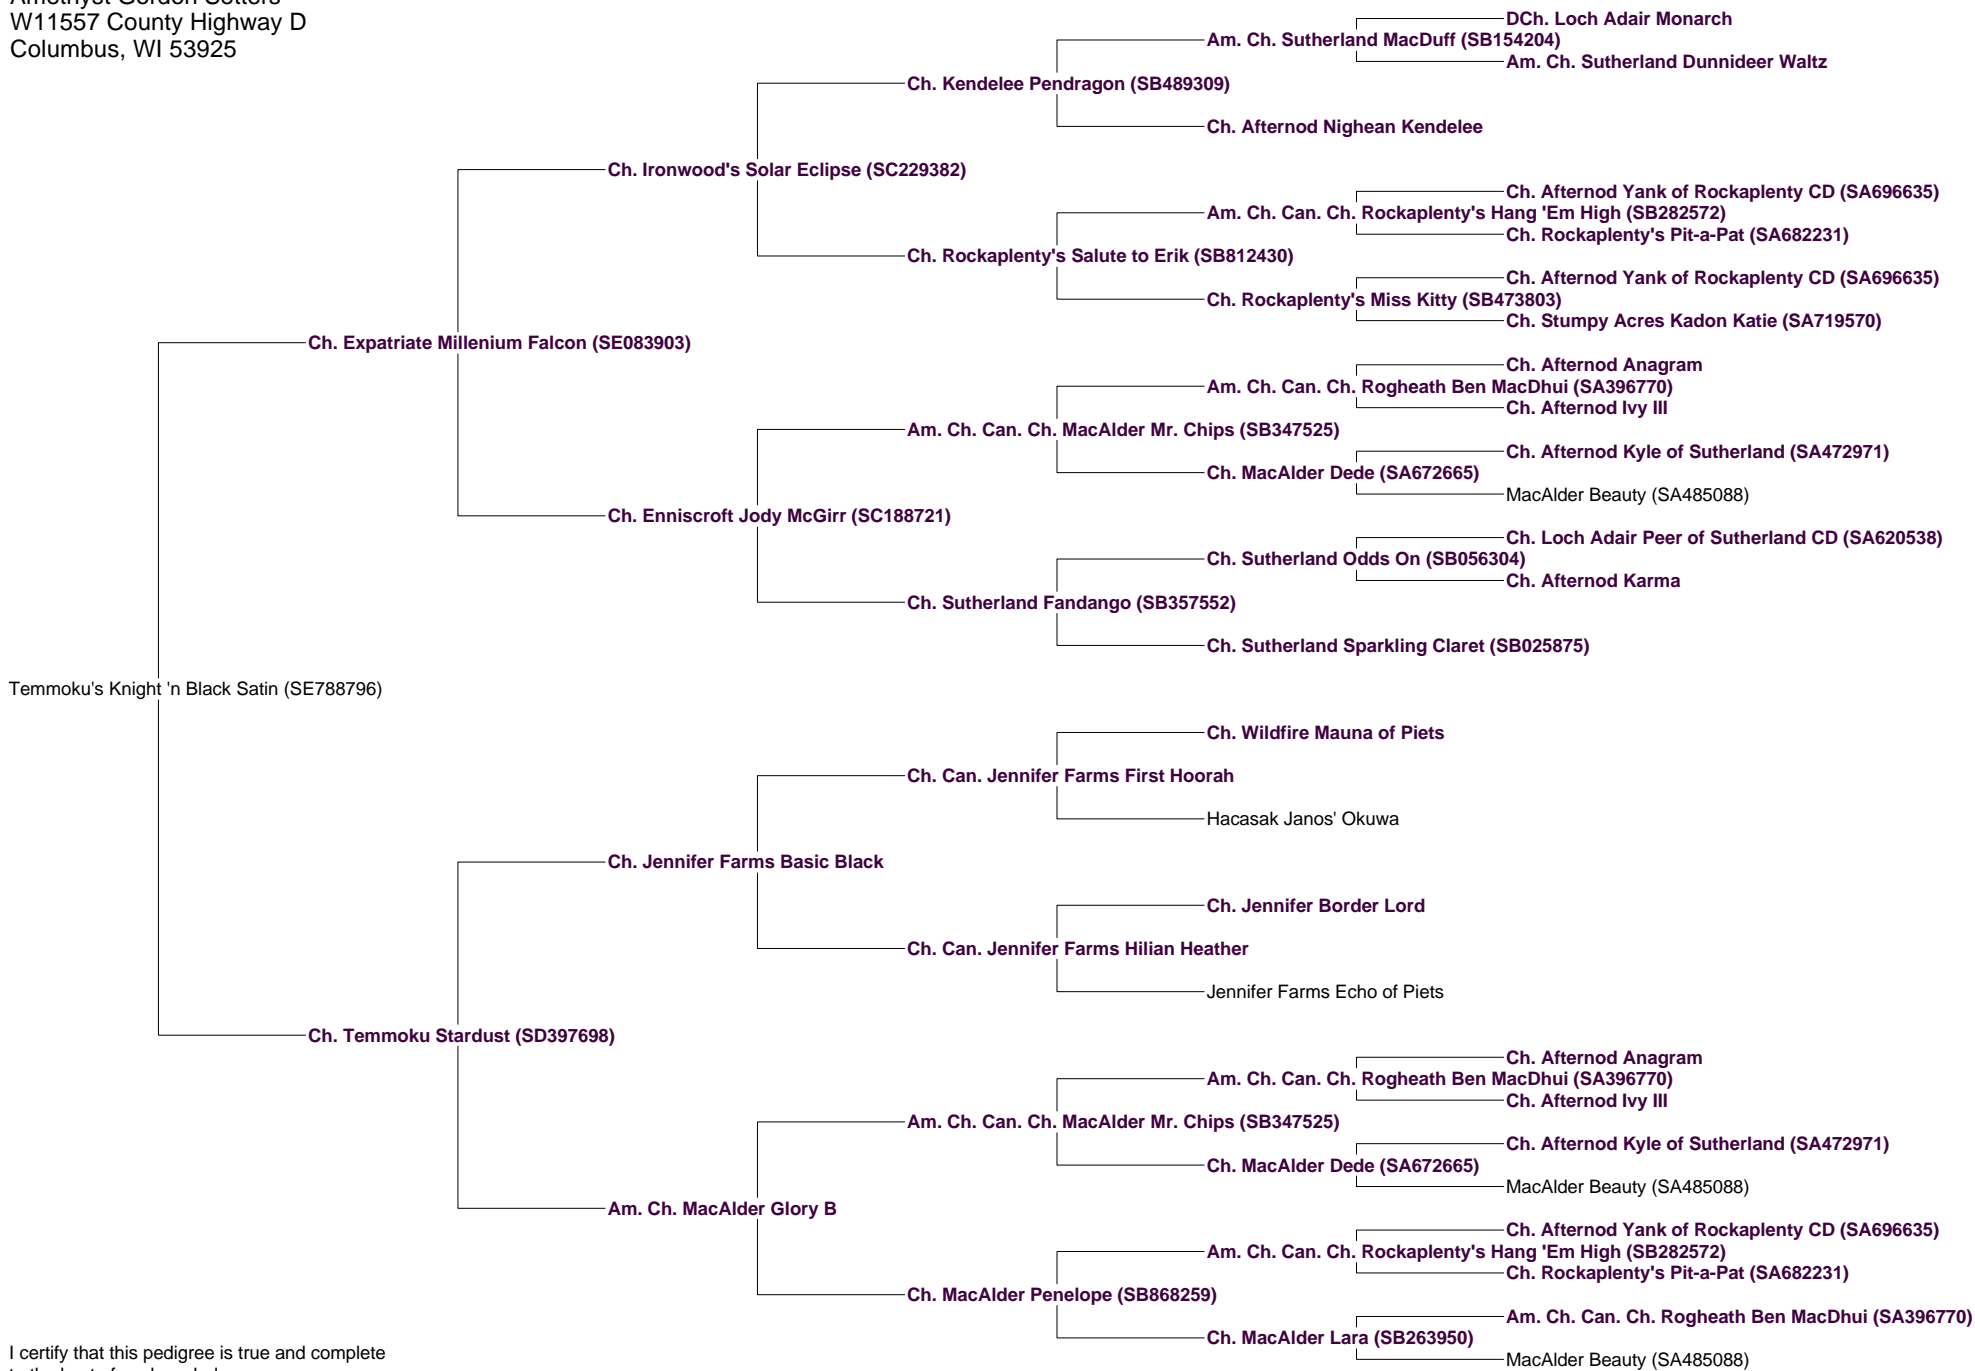 Amethyst Gordon Setters
W11557 County Highway D
Columbus, WI 53925
DCh. Loch Adair Monarch
Am. Ch. Sutherland MacDuff (SB154204)
Am. Ch. Sutherland Dunnideer Waltz
Ch. Kendelee Pendragon (SB489309)
Ch. Afternod Nighean Kendelee
Ch. Ironwood's Solar Eclipse (SC229382)
Ch. Afternod Yank of Rockaplenty CD (SA696635)
Am. Ch. Can. Ch. Rockaplenty's Hang 'Em High (SB282572)
Ch. Rockaplenty's Pit-a-Pat (SA682231)
Ch. Rockaplenty's Salute to Erik (SB812430)
Ch. Afternod Yank of Rockaplenty CD (SA696635)
Ch. Rockaplenty's Miss Kitty (SB473803)
Ch. Stumpy Acres Kadon Katie (SA719570)
Ch. Expatriate Millenium Falcon (SE083903)
Ch. Afternod Anagram
Am. Ch. Can. Ch. Rogheath Ben MacDhui (SA396770)
Ch. Afternod Ivy III
Am. Ch. Can. Ch. MacAlder Mr. Chips (SB347525)
Ch. Afternod Kyle of Sutherland (SA472971)
Ch. MacAlder Dede (SA672665)
MacAlder Beauty (SA485088)
Ch. Enniscroft Jody McGirr (SC188721)
Ch. Loch Adair Peer of Sutherland CD (SA620538)
Ch. Sutherland Odds On (SB056304)
Ch. Afternod Karma
Ch. Sutherland Fandango (SB357552)
Ch. Sutherland Sparkling Claret (SB025875)
Temmoku's Knight 'n Black Satin (SE788796)
Ch. Wildfire Mauna of Piets
Ch. Can. Jennifer Farms First Hoorah
Hacasak Janos' Okuwa
Ch. Jennifer Farms Basic Black
Ch. Jennifer Border Lord
Ch. Can. Jennifer Farms Hilian Heather
Jennifer Farms Echo of Piets
Ch. Temmoku Stardust (SD397698)
Ch. Afternod Anagram
Am. Ch. Can. Ch. Rogheath Ben MacDhui (SA396770)
Ch. Afternod Ivy III
Am. Ch. Can. Ch. MacAlder Mr. Chips (SB347525)
Ch. Afternod Kyle of Sutherland (SA472971)
Ch. MacAlder Dede (SA672665)
MacAlder Beauty (SA485088)
Am. Ch. MacAlder Glory B
Ch. Afternod Yank of Rockaplenty CD (SA696635)
Am. Ch. Can. Ch. Rockaplenty's Hang 'Em High (SB282572)
Ch. Rockaplenty's Pit-a-Pat (SA682231)
Ch. MacAlder Penelope (SB868259)
Am. Ch. Can. Ch. Rogheath Ben MacDhui (SA396770)
Ch. MacAlder Lara (SB263950)
MacAlder Beauty (SA485088)
I certify that this pedigree is true and complete